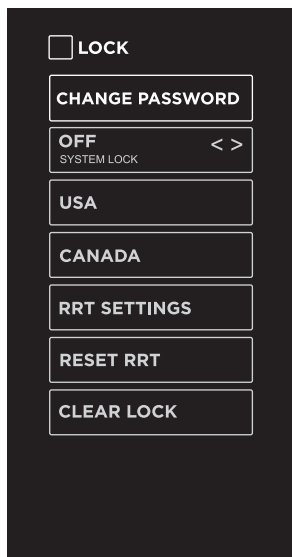 LOCK
CHANGE PASSWORD
OFF < >
SYSTEM LOCK
USA
CANADA
RRT SETTINGS
RESET RRT
CLEAR LOCK